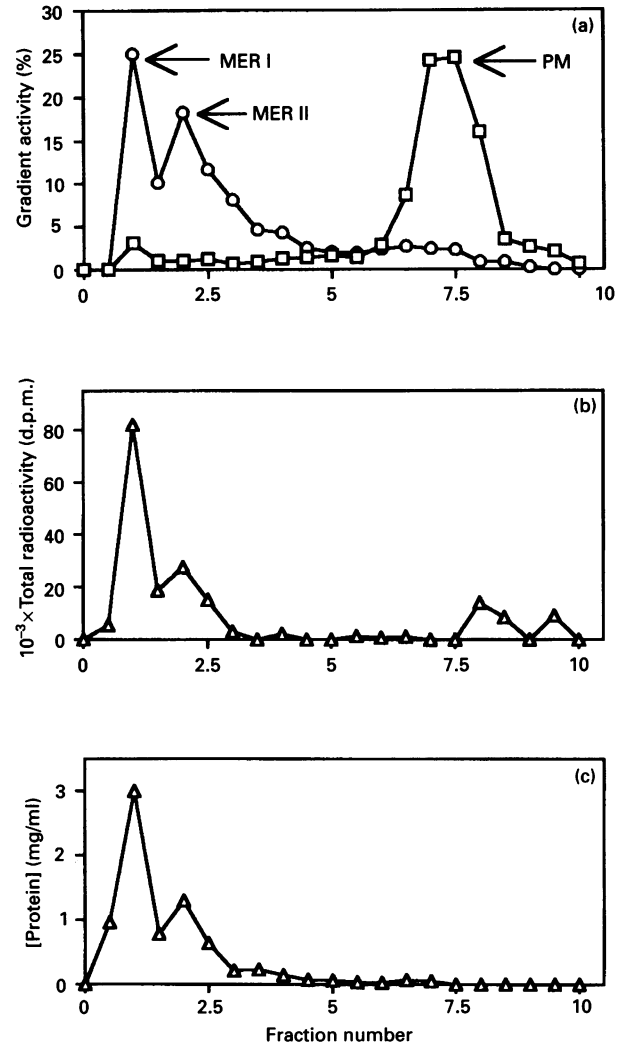 (a)
30
25
20
15
10
5
0
Gradient activity (%)
MER I
MER II
PM
0 2.5 5 7.5 10
(b)
80
60
40
20
0
10⁻³×Total radioactivity (d.p.m.)
0 2.5 5 7.5 10
(c)
3
2
1
0
[Protein] (mg/ml)
0 2.5 5 7.5 10
Fraction number